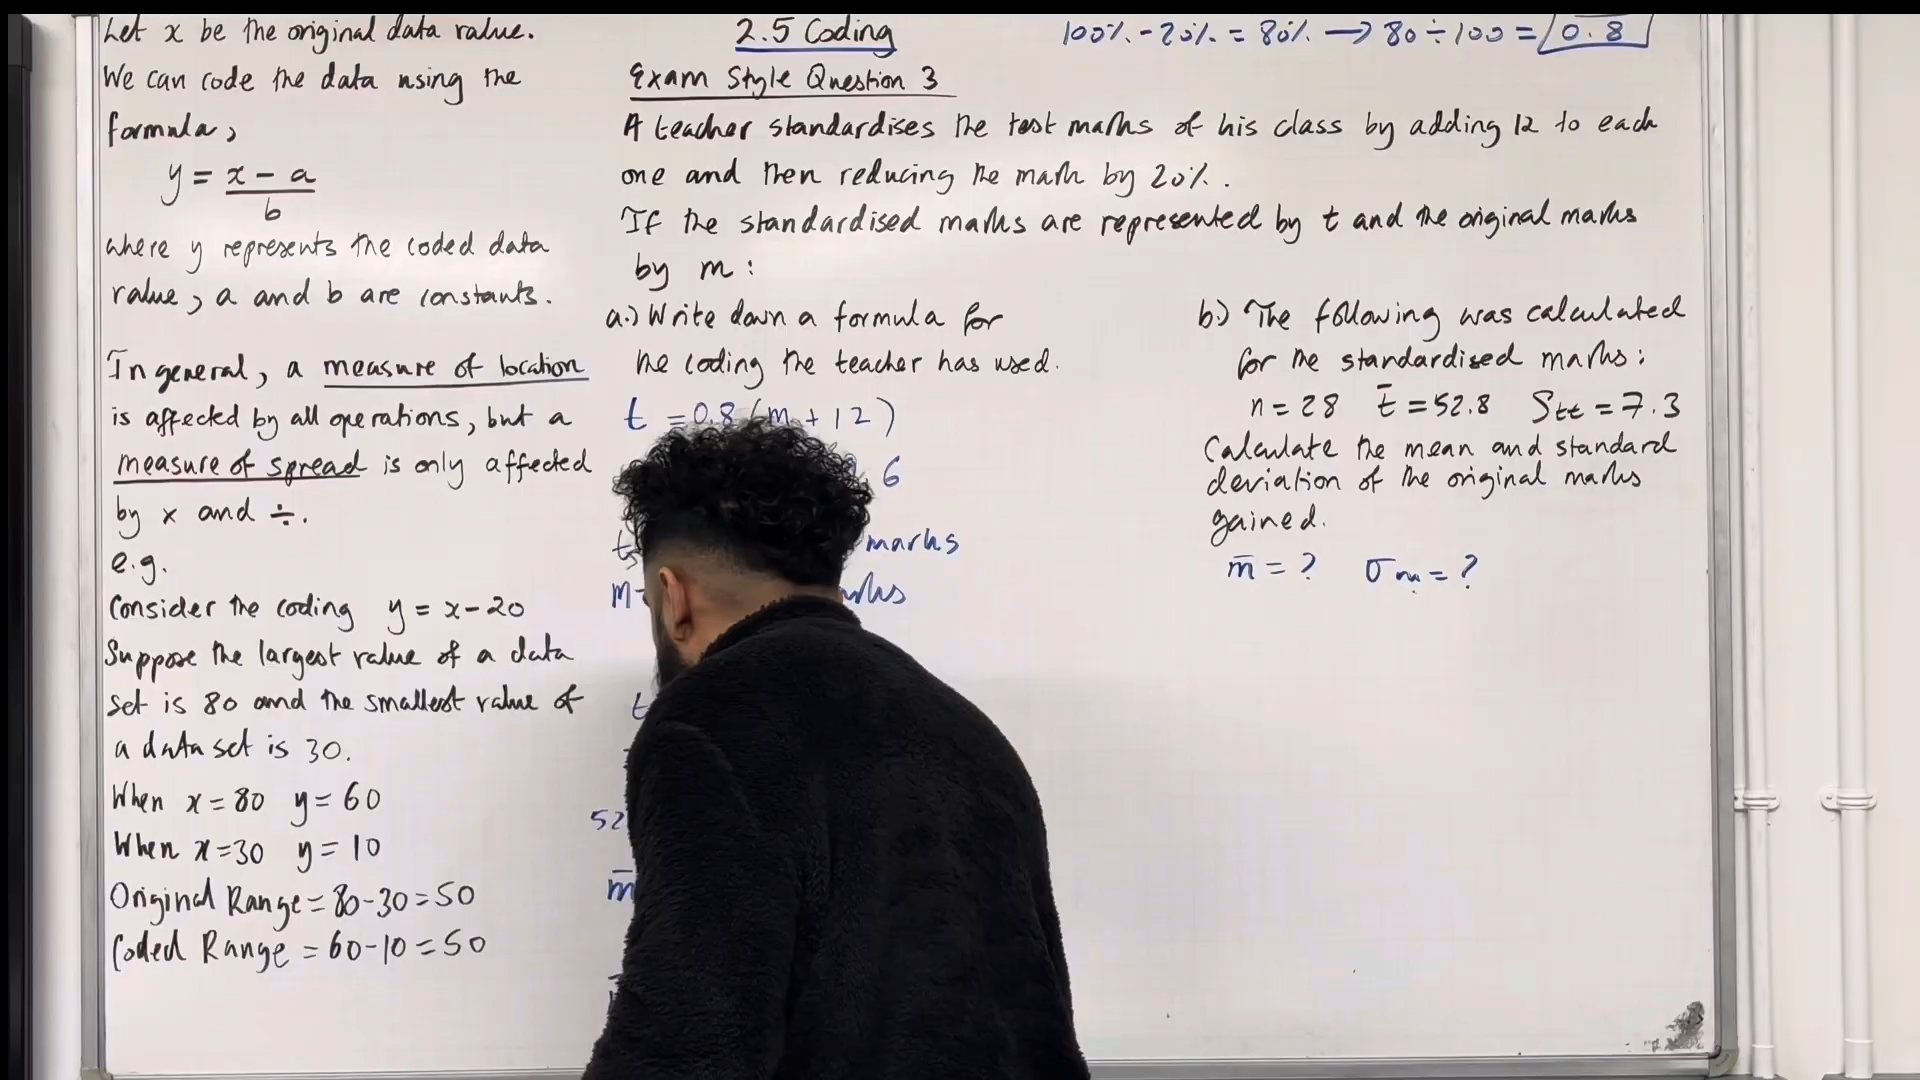 Let x be the original data value.
We can code the data using the
formula,
y = x - a
b
where y represents the coded data
value, a and b are constants.
In general, a measure of location
is affected by all operations, but a
measure of spread is only affected
by x and ÷.
e.g.
Consider the coding y = x-20
Suppose the largest value of a data
set is 80 and the smallest value of
a data set is 30.
When x = 80 y = 60
When x = 30 y = 10
Original Range = 80-30 = 50
Coded Range = 60-10 = 50
2.5 Coding
100% - 20% = 80% → 80 ÷ 100 = 0.8
Exam Style Question 3
A teacher standardises the test marks of his class by adding 12 to each
one and then reducing the mark by 20%.
If the standardised marks are represented by t and the original marks
by m:
a.) Write down a formula for
the coding the teacher has used.
t = 0.8(m + 12)
6
t marks
m-
t
52
m̄
b.) The following was calculated
for the standardised marks:
n = 28 t̄ = 52.8 Stt = 7.3
Calculate the mean and standard
deviation of the original marks
gained.
m̄ = ? σm = ?